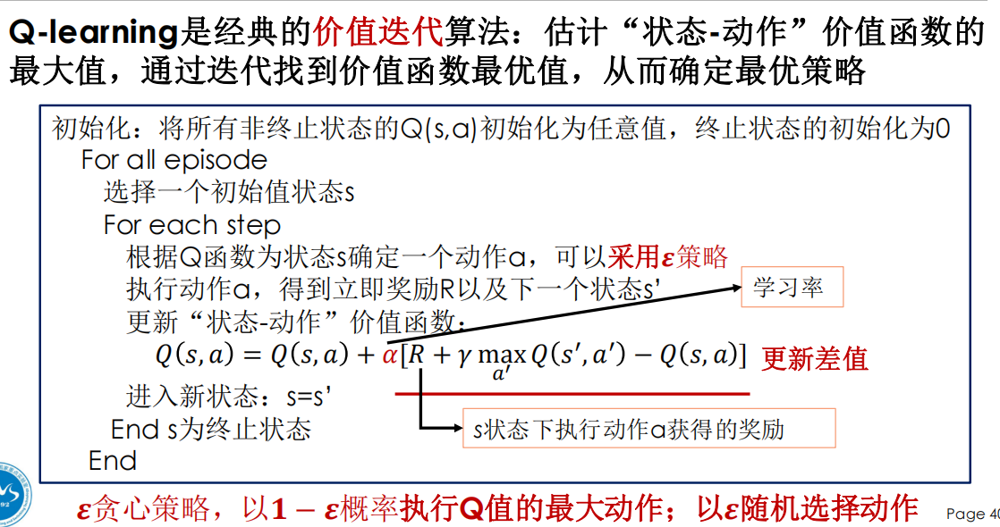 Q-learning是经典的价值迭代算法：估计“状态-动作”价值函数的
最大值，通过迭代找到价值函数最优值，从而确定最优策略
初始化：将所有非终止状态的Q(s,a)初始化为任意值，终止状态的初始化为0
For all episode
选择一个初始值状态s
For each step
根据Q函数为状态s确定一个动作a，可以采用ε策略
执行动作a，得到立即奖励R以及下一个状态s’
学习率
更新“状态-动作”价值函数：
Q(s,a) = Q(s,a) + α[R + γ max Q(s′,a′) − Q(s,a)] 更新差值
a′
进入新状态：s=s’
End s为终止状态
s状态下执行动作a获得的奖励
End
ε贪心策略，以1 − ε概率执行Q值的最大动作；以ε随机选择动作
Page 40